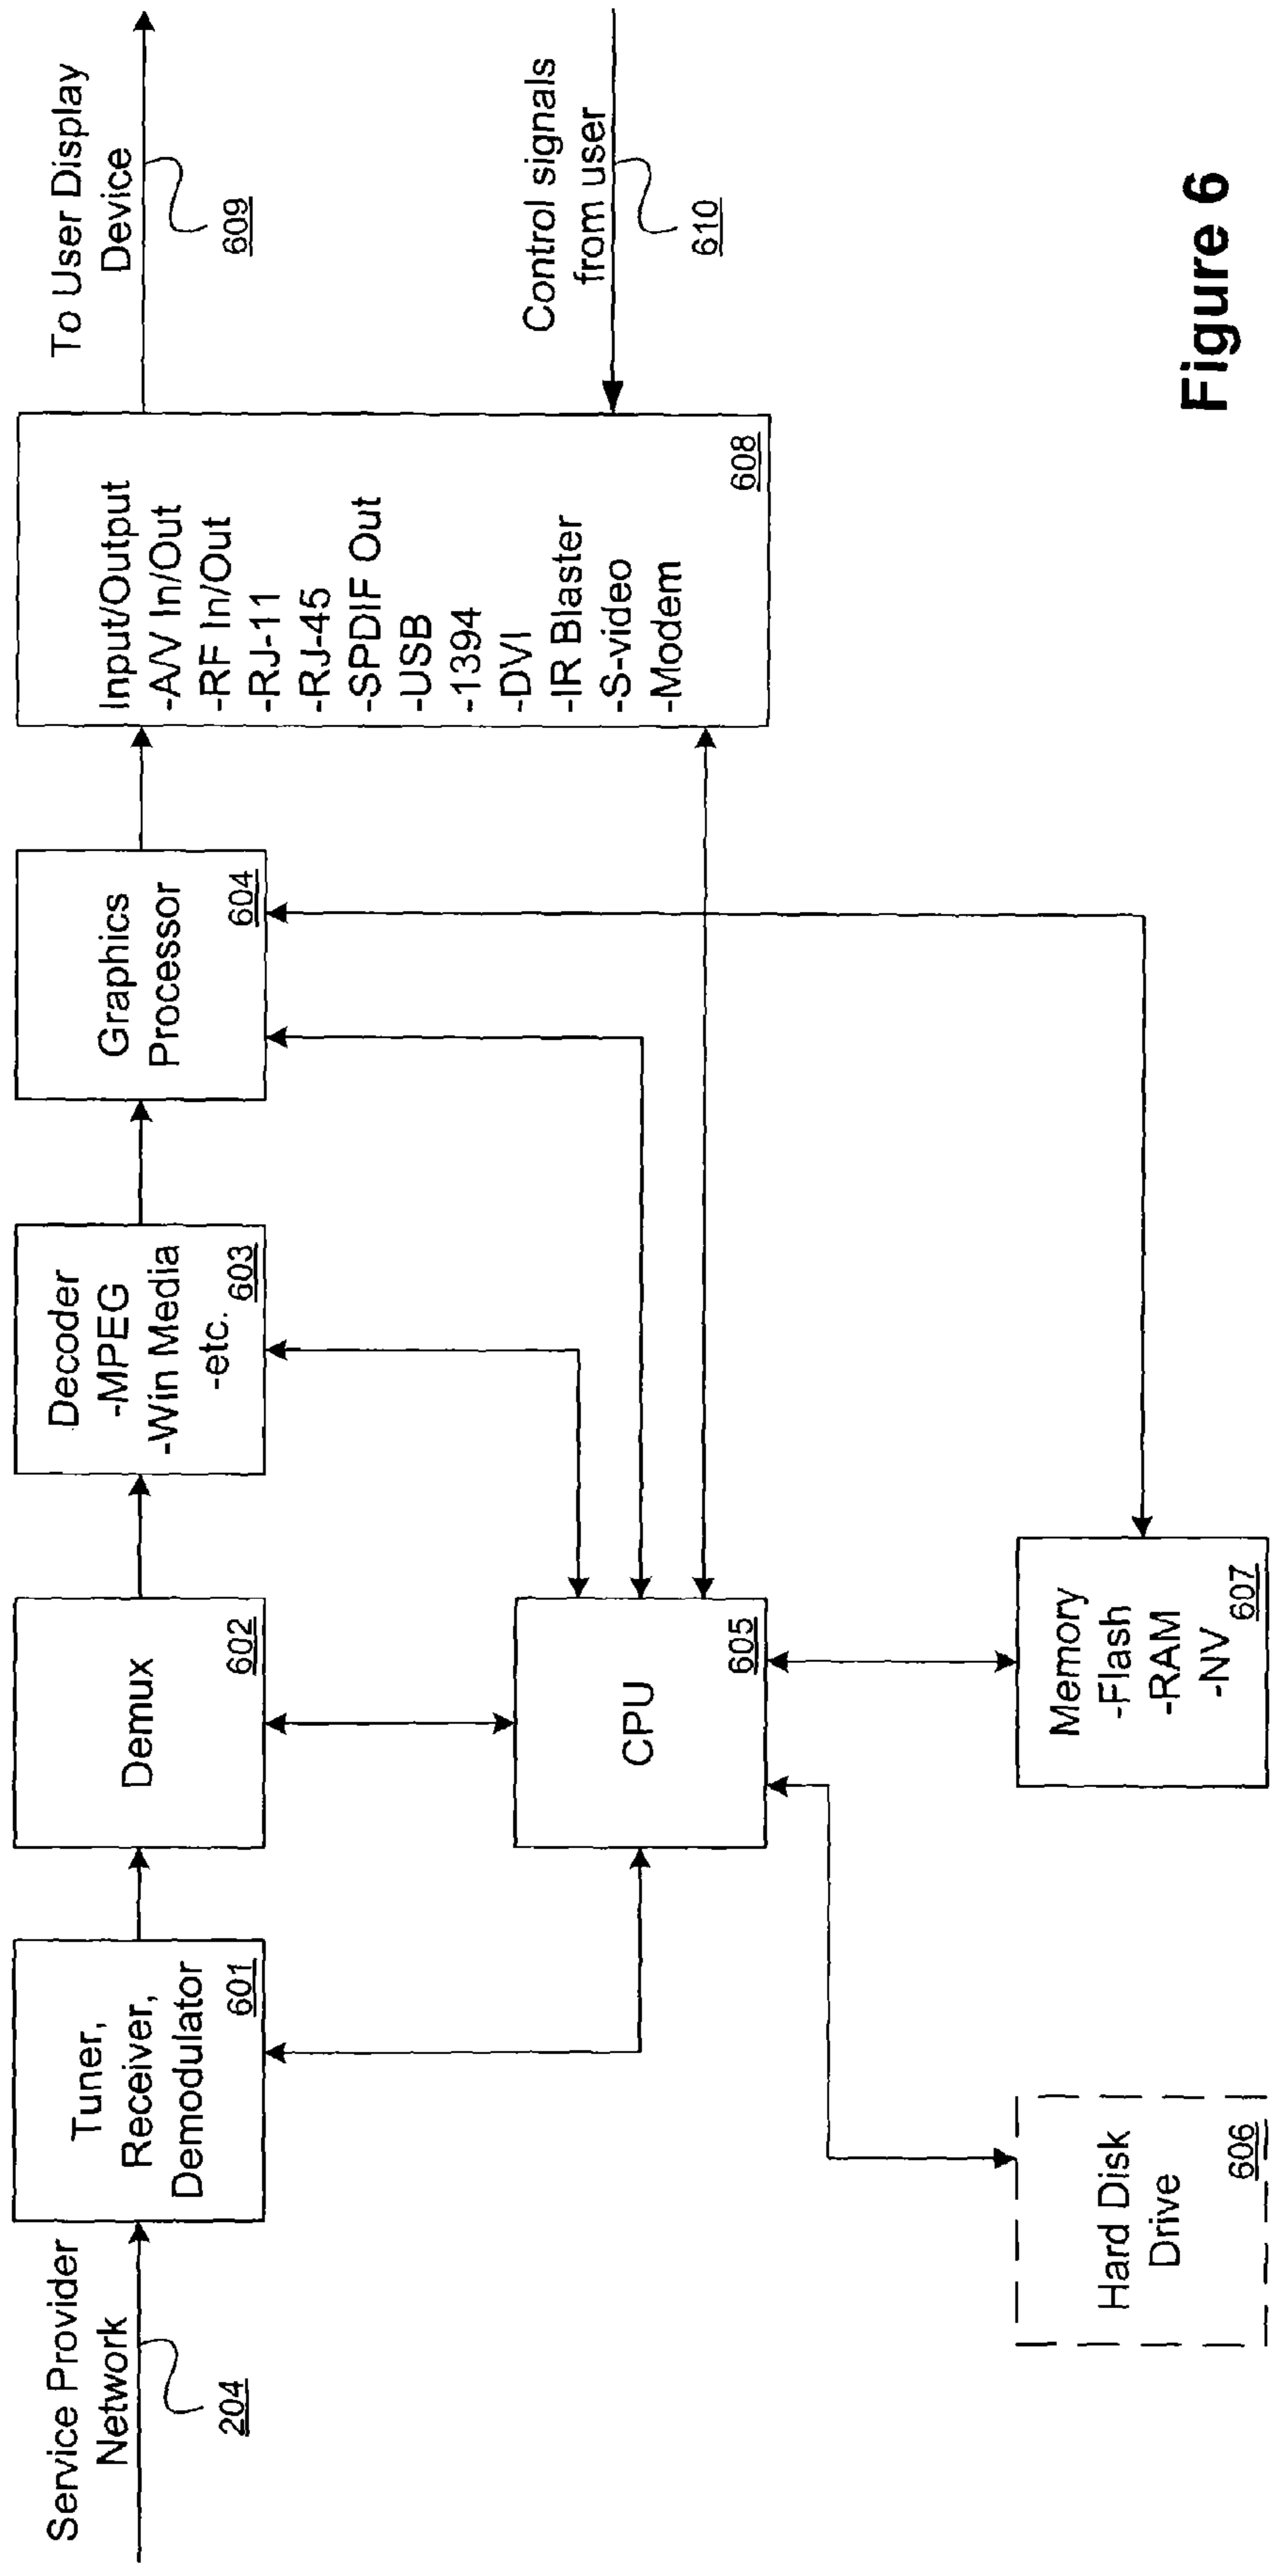 Service Provider
Network
204
Tuner,
Receiver,
Demodulator
601
Demux
602
Decoder
-MPEG
-Win Media
-etc.
603
Graphics
Processor
604
Input/Output
-A/V In/Out
-RF In/Out
-RJ-11
-RJ-45
-SPDIF Out
-USB
-1394
-DVI
-IR Blaster
-S-video
-Modem
608
To User Display
Device
609
Control signals
from user
610
CPU
605
Hard Disk
Drive
606
Memory
-Flash
-RAM
-NV
607
Figure 6